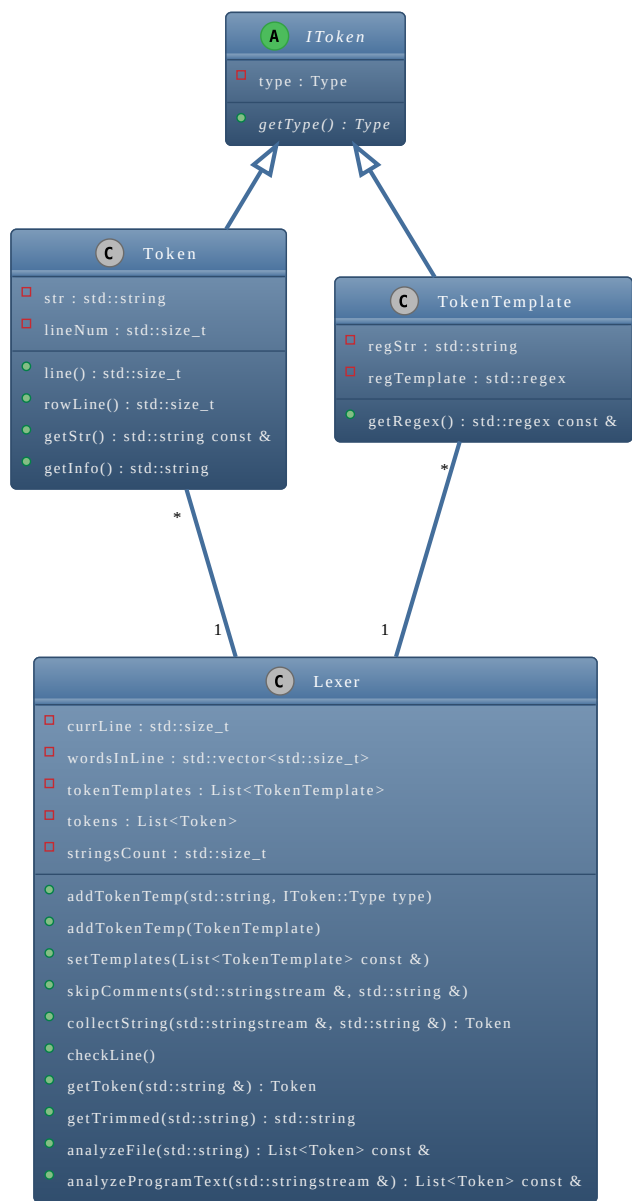 A IToken
type : Type
getType() : Type
C Token
str : std::string
lineNum : std::size_t
line() : std::size_t
rowLine() : std::size_t
getStr() : std::string const &
getInfo() : std::string
C TokenTemplate
regStr : std::string
regTemplate : std::regex
getRegex() : std::regex const &
*
*
1
1
C Lexer
currLine : std::size_t
wordsInLine : std::vector<std::size_t>
tokenTemplates : List<TokenTemplate>
tokens : List<Token>
stringsCount : std::size_t
addTokenTemp(std::string, IToken::Type type)
addTokenTemp(TokenTemplate)
setTemplates(List<TokenTemplate> const &)
skipComments(std::stringstream &, std::string &)
collectString(std::stringstream &, std::string &) : Token
checkLine()
getToken(std::string &) : Token
getTrimmed(std::string) : std::string
analyzeFile(std::string) : List<Token> const &
analyzeProgramText(std::stringstream &) : List<Token> const &